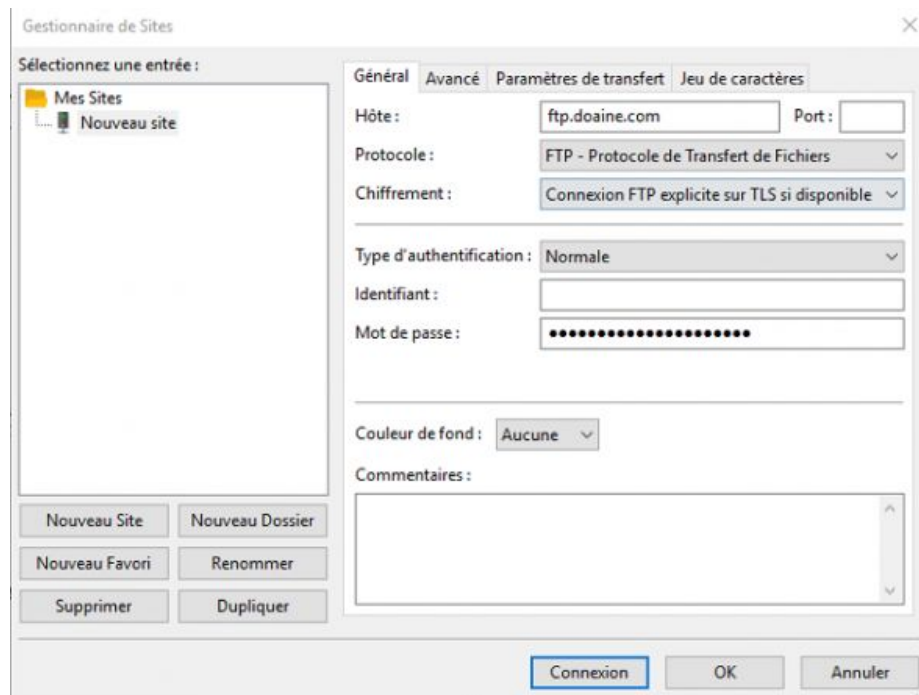 Gestionnaire de Sites
Sélectionnez une entrée :
Mes Sites
Nouveau site
Nouveau Site
Nouveau Dossier
Nouveau Favori
Renommer
Supprimer
Dupliquer
Général Avancé Paramètres de transfert Jeu de caractères
Hôte : ftp.doaine.com Port :
Protocole : FTP - Protocole de Transfert de Fichiers
Chiffrement : Connexion FTP explicite sur TLS si disponible
Type d'authentification : Normale
Identifiant :
Mot de passe : •••••••••••••••••••••
Couleur de fond : Aucune
Commentaires :
Connexion OK Annuler